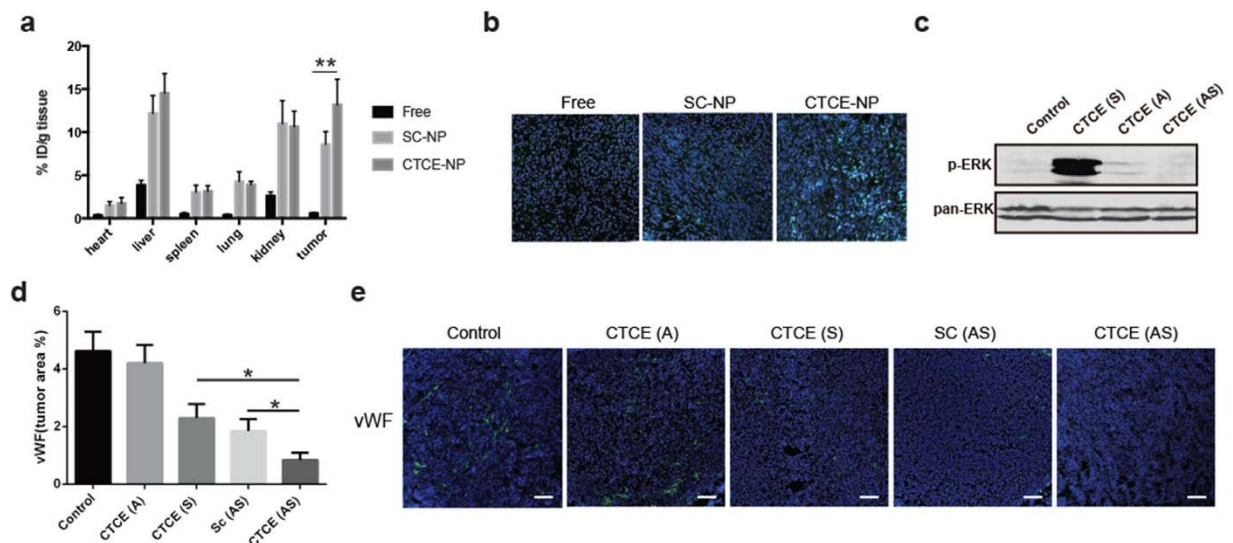 a
20
15
10
5
0
% ID/g tissue
heart
liver
spleen
lung
kidney
tumor
**
Free
SC-NP
CTCE-NP
b
Free
SC-NP
CTCE-NP
c
Control
CTCE (S)
CTCE (A)
CTCE (AS)
p-ERK
pan-ERK
d
6
4
2
0
vWF(tumor area %)
*
*
Control
CTCE (A)
CTCE (S)
Sc (AS)
CTCE (AS)
e
Control
CTCE (A)
CTCE (S)
SC (AS)
CTCE (AS)
vWF